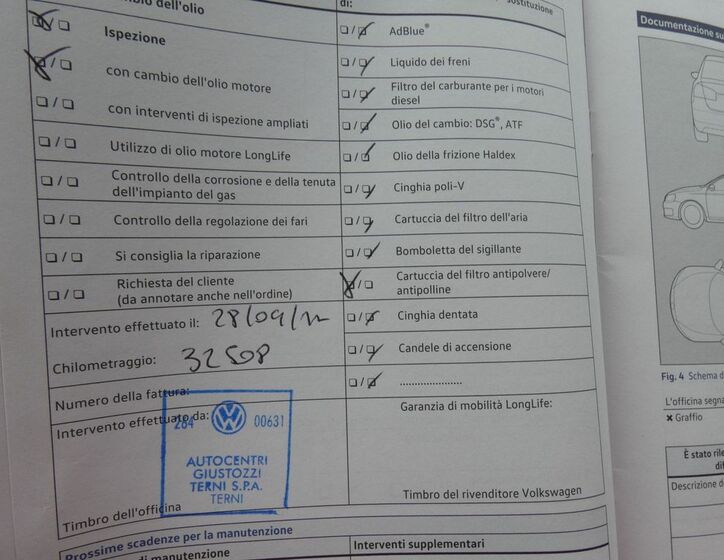 dell'olio
di:
sostituzione
Ispezione
AdBlue®
con cambio dell'olio motore
Liquido dei freni
con interventi di ispezione ampliati
Filtro del carburante per i motori
diesel
Utilizzo di olio motore LongLife
Olio del cambio: DSG®, ATF
Controllo della corrosione e della tenuta
dell'impianto del gas
Olio della frizione Haldex
Controllo della regolazione dei fari
Cinghia poli-V
Si consiglia la riparazione
Cartuccia del filtro dell'aria
Richiesta del cliente
(da annotare anche nell'ordine)
Bomboletta del sigillante
Cartuccia del filtro antipolvere/
antipolline
Intervento effettuato il: 28/09/
Cinghia dentata
Chilometraggio: 32508
Candele di accensione
Numero della fattura:
.....................
Intervento effettuato da:
Garanzia di mobilità LongLife:
284 VW 00631
AUTOCENTRI
GIUSTOZZI
TERNI S.P.A.
TERNI
Timbro dell'officina
Timbro del rivenditore Volkswagen
Prossime scadenze per la manutenzione
di manutenzione
Interventi supplementari
Documentazione su
Fig. 4 Schema d
L'officina segna
✖ Graffio
È stato rile
Descrizione d